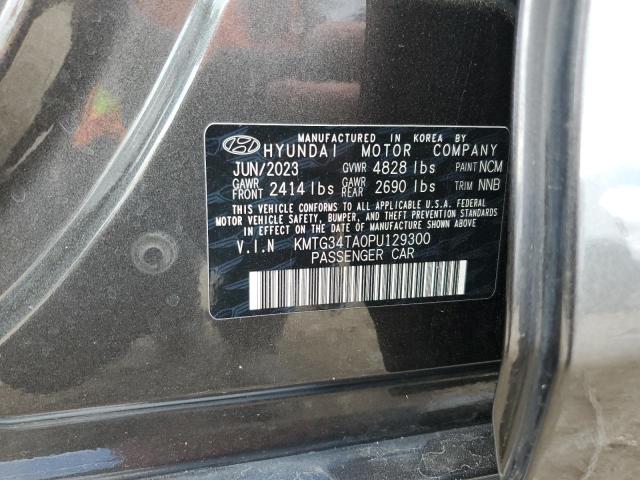 MANUFACTURED IN KOREA BY
HYUNDAI MOTOR COMPANY
JUN/2023 GVWR 4828 lbs PAINT NCM
GAWR FRONT 2414 lbs GAWR REAR 2690 lbs TRIM NNB
THIS VEHICLE CONFORMS TO ALL APPLICABLE U.S.A. FEDERAL
MOTOR VEHICLE SAFETY, BUMPER, AND THEFT PREVENTION STANDARDS
IN EFFECT ON THE DATE OF MANUFACTURE SHOWN ABOVE
V.I.N KMTG34TA0PU129300
PASSENGER CAR